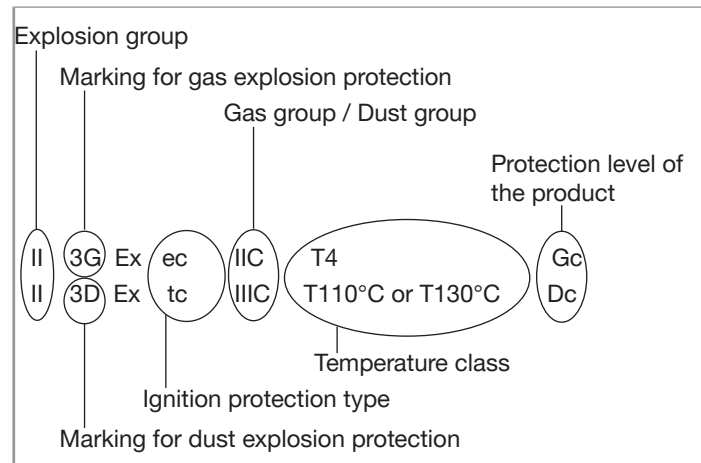 Explosion group
Marking for gas explosion protection
Gas group / Dust group
Protection level of
the product
II 3G Ex ec IIC T4 Gc
II 3D Ex tc IIIC T110°C or T130°C Dc
Temperature class
Ignition protection type
Marking for dust explosion protection